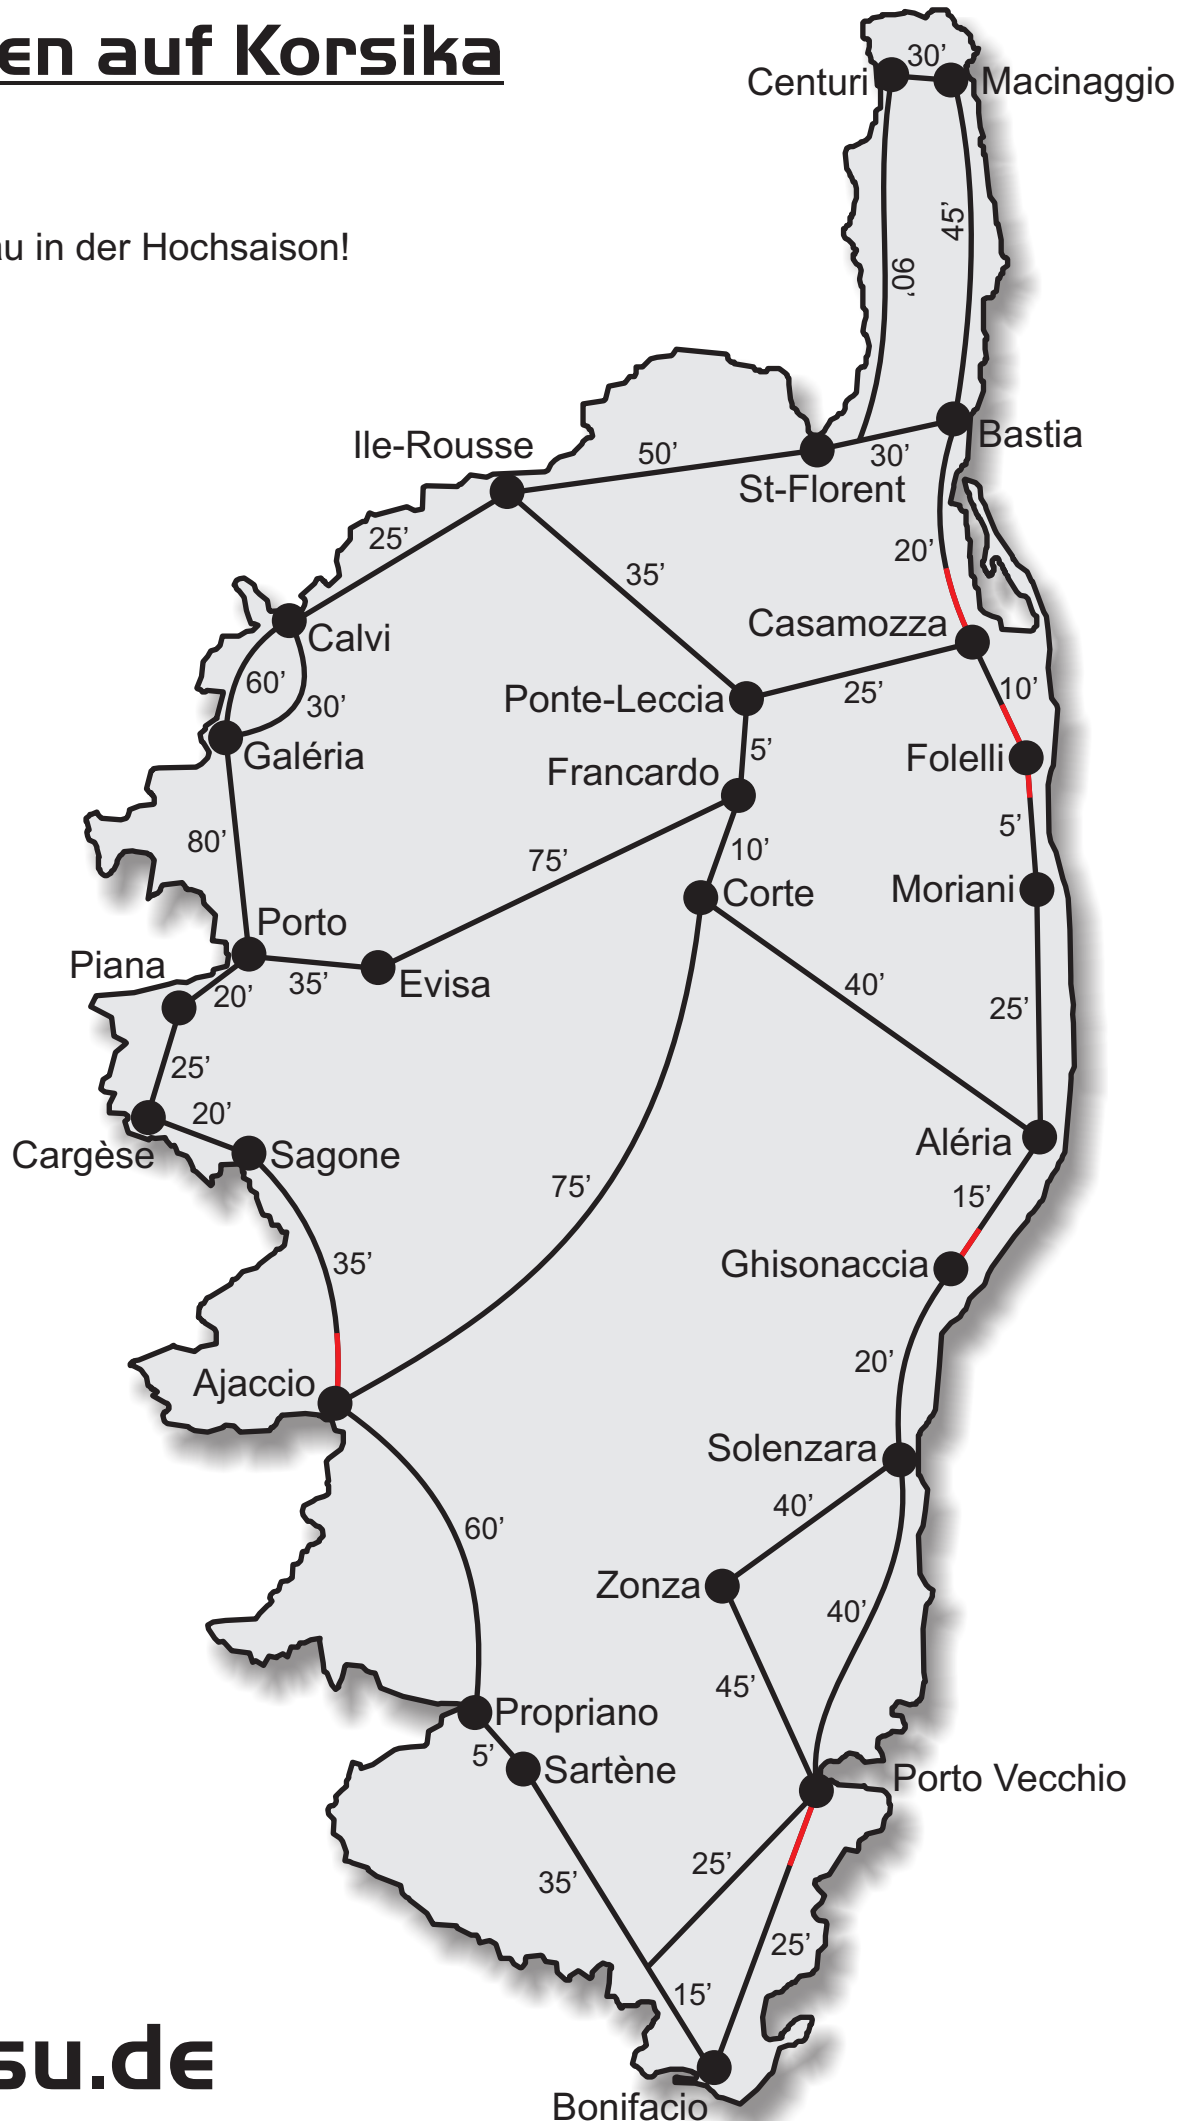 en auf Korsika
30’
Centuri
Macinaggio
45’
au in der Hochsaison!
90’
Ile-Rousse
50’
30’
Bastia
St-Florent
25’
20’
35’
Casamozza
Calvi
60’
30’
Ponte-Leccia
25’
10’
Galéria
5’
Folelli
Francardo
80’
75’
10’
5’
Corte
Moriani
Porto
Piana
35’
Evisa
20’
40’
25’
25’
20’
Cargèse
Sagone
Aléria
75’
15’
35’
Ghisonaccia
20’
Ajaccio
Solenzara
40’
60’
Zonza
40’
45’
Propriano
5’
Sartène
Porto Vecchio
25’
35’
25’
15’
su.de
Bonifacio